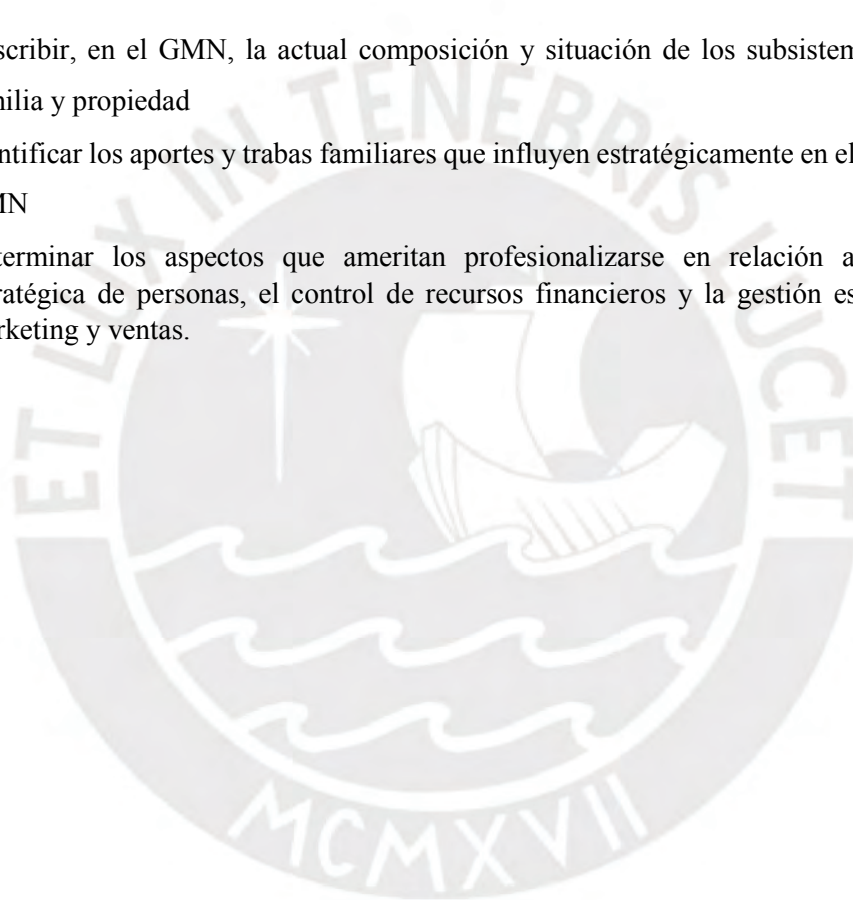 scribir, en el GMN, la actual composición y situación de los subsistem
nilia y propiedad
ntificar los aportes y trabas familiares que influyen estratégicamente en el
MN
terminar los aspectos que ameritan profesionalizarse en relación a
ratégica de personas, el control de recursos financieros y la gestión es
rketing y ventas.
ET LUX IN TENEBRIS LUCET
MCMXVII